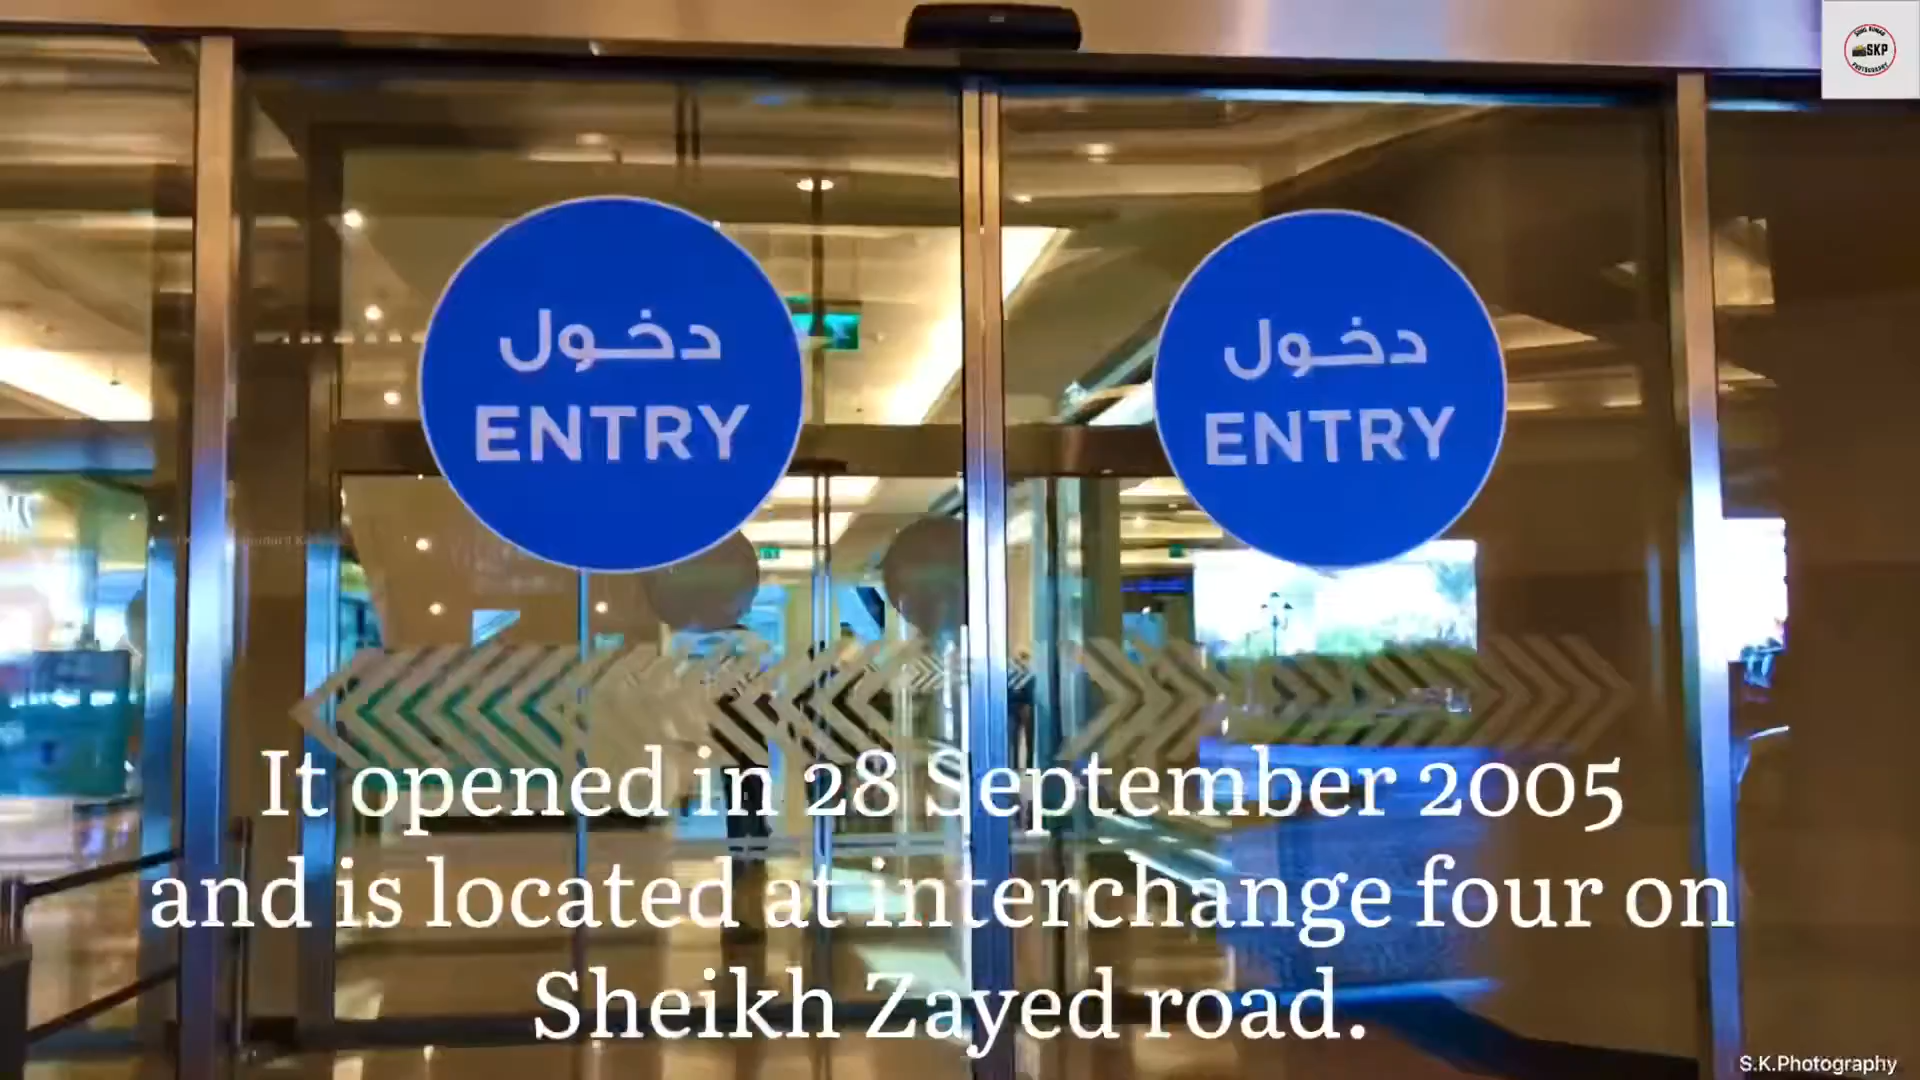 SKP
دخول
ENTRY
دخول
ENTRY
It opened in 28 September 2005
and is located at interchange four on
Sheikh Zayed road.
S.K.Photography